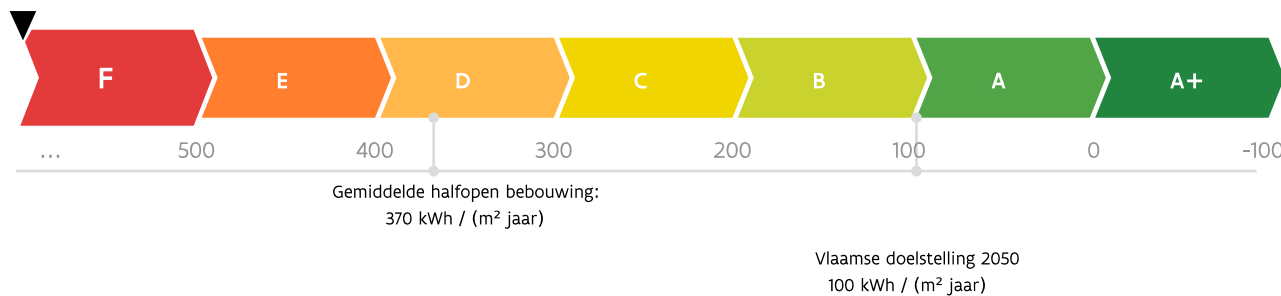 F E D C B A A+
... 500 400 300 200 100 0 -100
Gemiddelde halfopen bebouwing:
370 kWh / (m² jaar)
Vlaamse doelstelling 2050
100 kWh / (m² jaar)